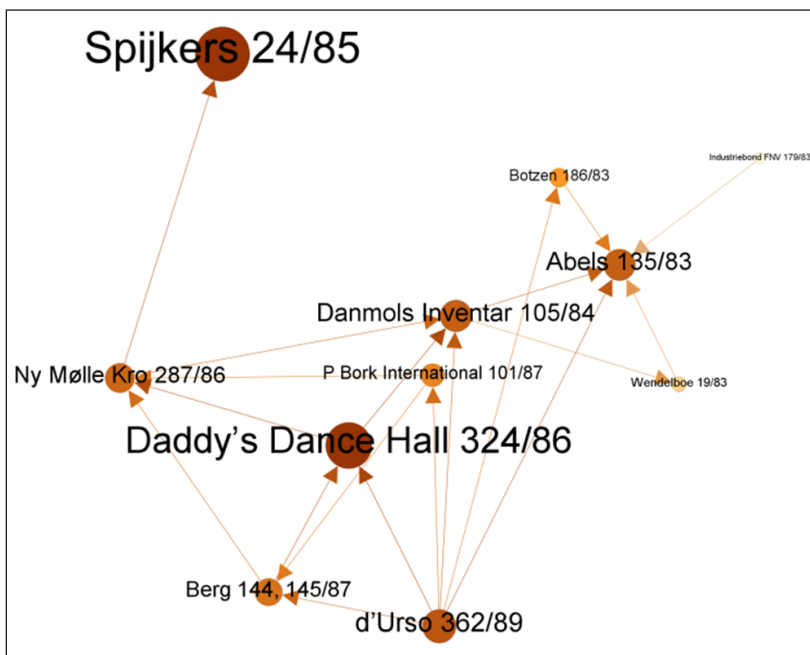 Spijkers 24/85
Industriebond FNV 179/83
Botzen 186/83
Abels 135/83
Danmols Inventar 105/84
Ny Mølle Kro 287/86
P Bork International 101/87
Wendelboe 19/83
Daddy's Dance Hall 324/86
Berg 144, 145/87
d'Urso 362/89